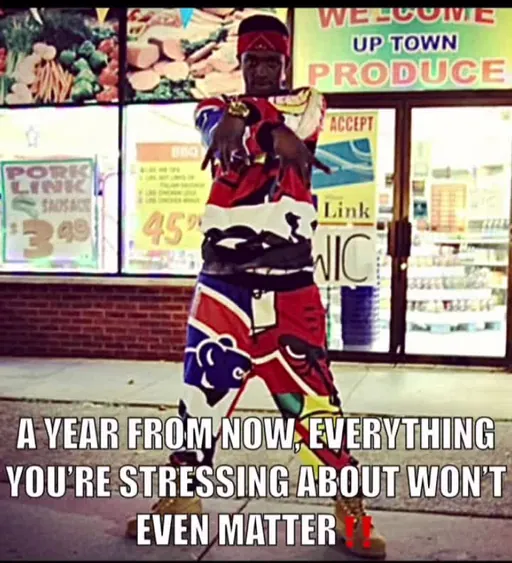 WELCOME
UP TOWN
PRODUCE
ACCEPT
PORK
LINK
SAUSAGE
$3.49
BBQ
45
Link
WIC
A YEAR FROM NOW, EVERYTHING
YOU'RE STRESSING ABOUT WON'T
EVEN MATTER‼️